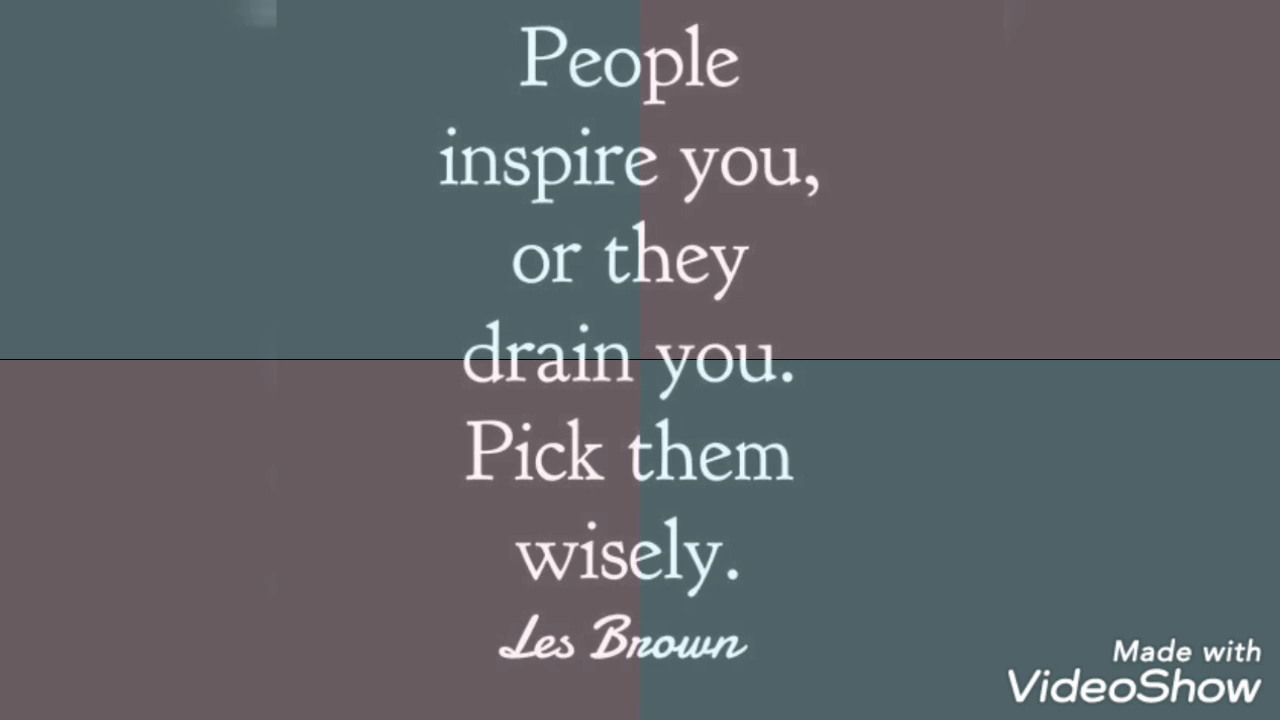 People
inspire you,
or they
drain you.
Pick them
wisely.
Les Brown
Made with
VideoShow